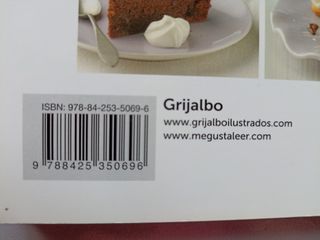 ISBN: 978-84-253-5069-6
9 788425 350696
Grijalbo
www.grijalboilustrados.com
www.megustaleer.com